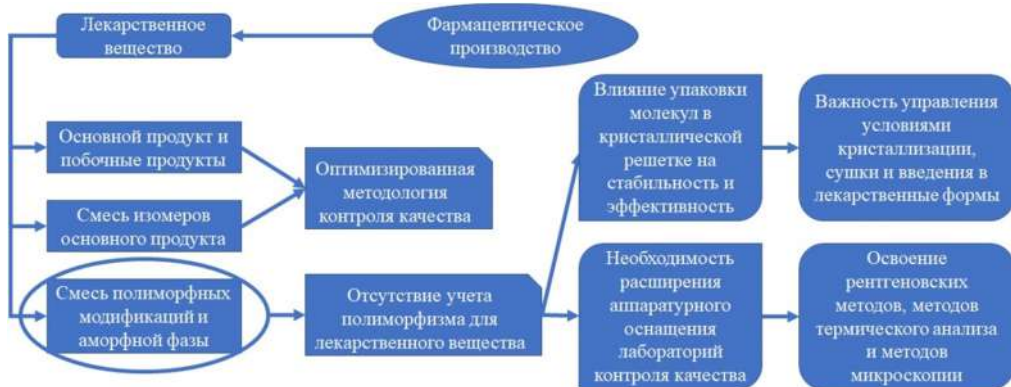 Лекарственное
вещество
Фармацевтическое
производство
Основной продукт и
побочные продукты
Смесь изомеров
основного продукта
Смесь полиморфных
модификаций и
аморфной фазы
Оптимизированная
методология
контроля качества
Отсутствие учета
полиморфизма для
лекарственного вещества
Влияние упаковки
молекул в
кристаллической
решетке на
стабильность и
эффективность
Важность управления
условиями
кристаллизации,
сушки и введения в
лекарственные формы
Необходимость
расширения
аппаратурного
оснащения
лабораторий
контроля качества
Освоение
рентгеновских
методов, методов
термического анализа
и методов
микроскопии